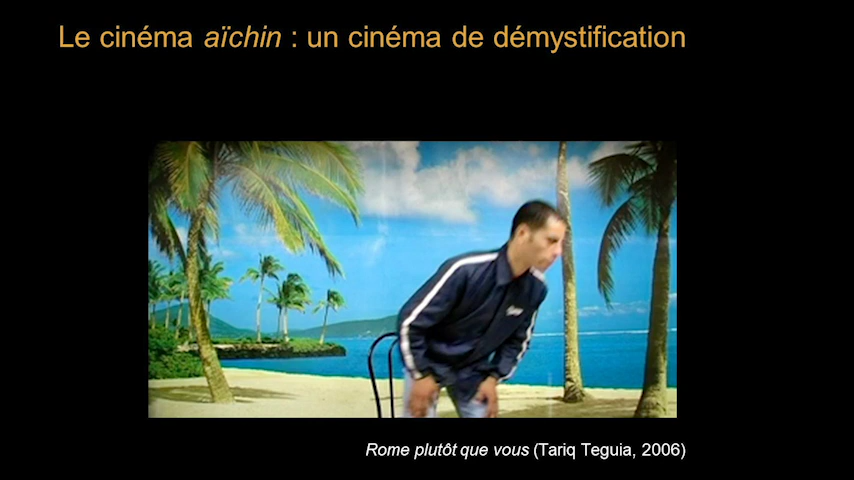 Le cinéma aïchin : un cinéma de démystification
Rome plutôt que vous (Tariq Teguia, 2006)